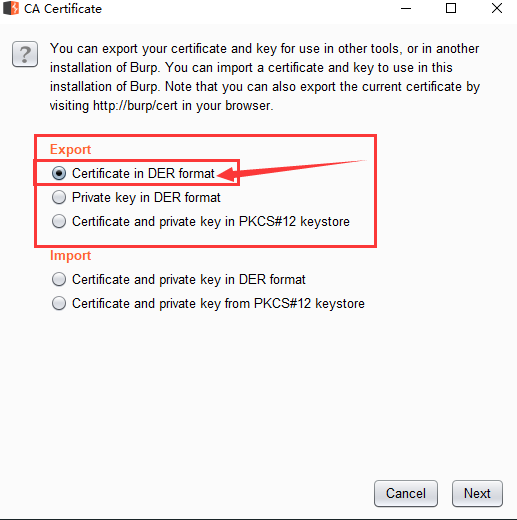 CA Certificate
You can export your certificate and key for use in other tools, or in another
installation of Burp. You can import a certificate and key to use in this
installation of Burp. Note that you can also export the current certificate by
visiting http://burp/cert in your browser.
Export
Certificate in DER format
Private key in DER format
Certificate and private key in PKCS#12 keystore
Import
Certificate and private key in DER format
Certificate and private key from PKCS#12 keystore
Cancel Next